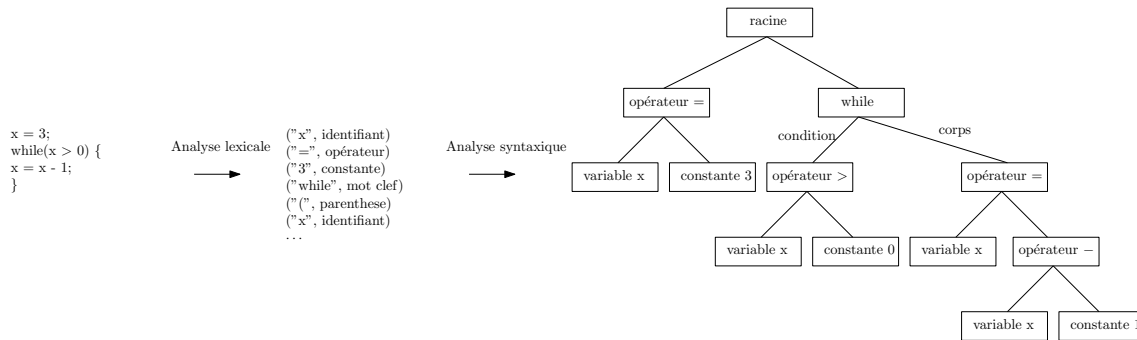 x = 3;
while(x > 0) {
x = x - 1;
}
Analyse lexicale
("x", identifiant)
("=", opérateur)
("3", constante)
("while", mot clef)
("(", parenthese)
("x", identifiant)
...
Analyse syntaxique
racine
opérateur =
while
condition
corps
variable x
constante 3
opérateur >
opérateur =
variable x
constante 0
variable x
opérateur −
variable x
constante 1